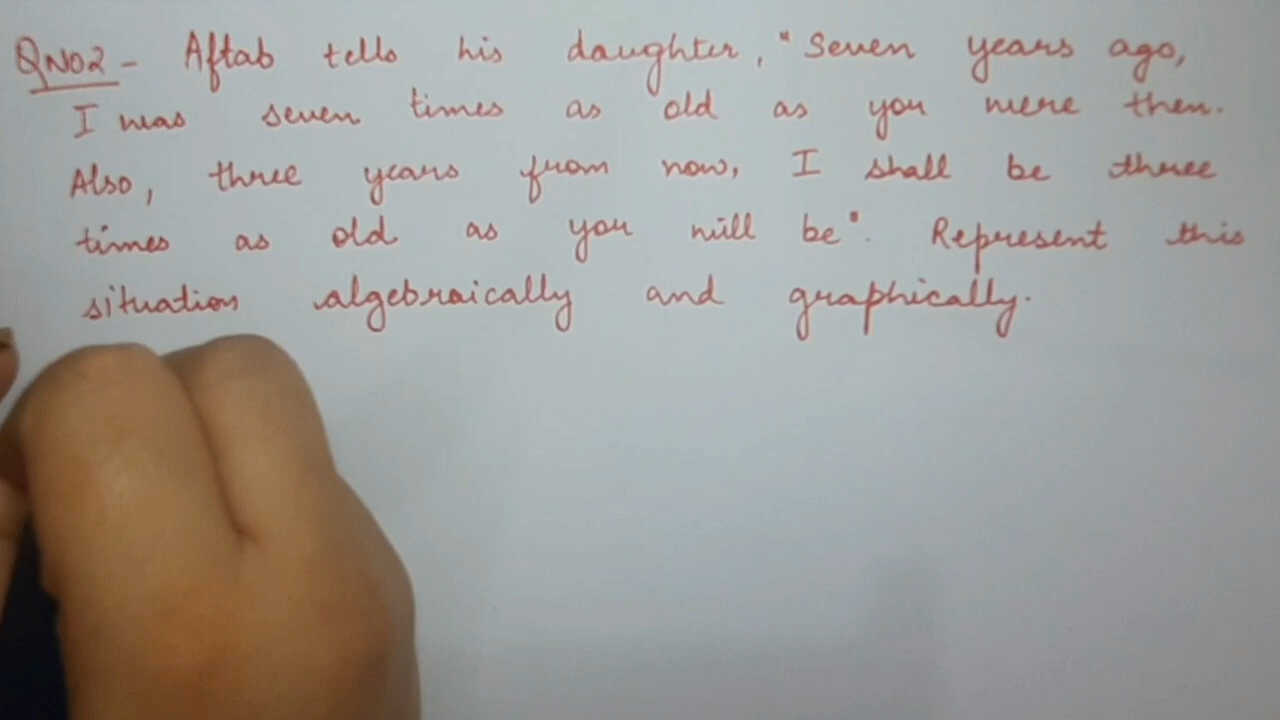 QNO2 - Aftab tells his daughter, "Seven years ago,
I was seven times as old as you were then.
Also, three years from now, I shall be three
times as old as you will be". Represent this
situation algebraically and graphically.